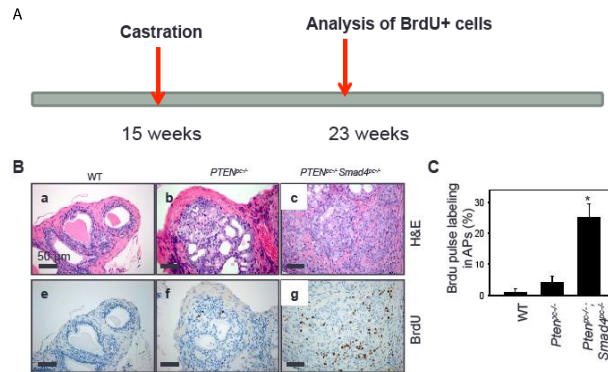 A
Castration
Analysis of BrdU+ cells
15 weeks
23 weeks
B
WT
PTENpc-/-
PTENpc-/-Smad4pc-/-
a
b
c
50 μm
H&E
e
f
g
BrdU
C
Brdu pulse labeling
in APs (%)
30
20
10
0
*
WT
Ptenpc-/-
Ptenpc-/-;
Smad4pc-/-